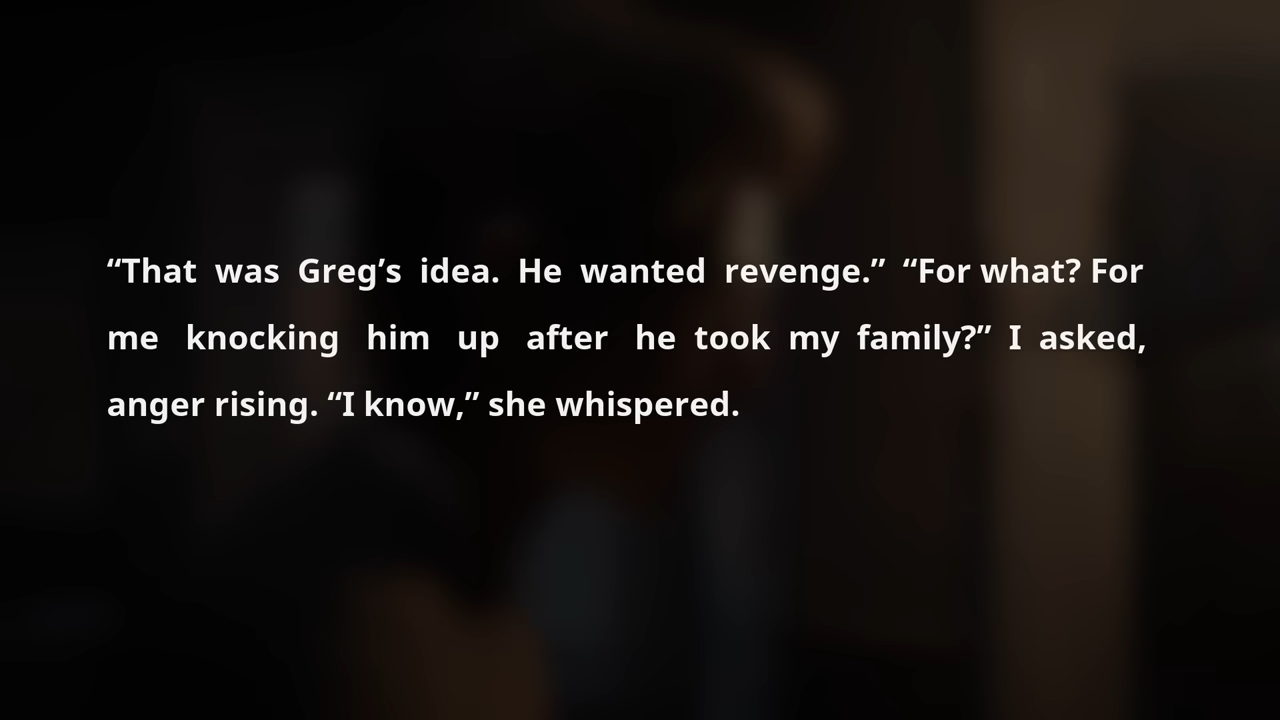 “That was Greg’s idea. He wanted revenge.” “For what? For
me knocking him up after he took my family?” I asked,
anger rising. “I know,” she whispered.